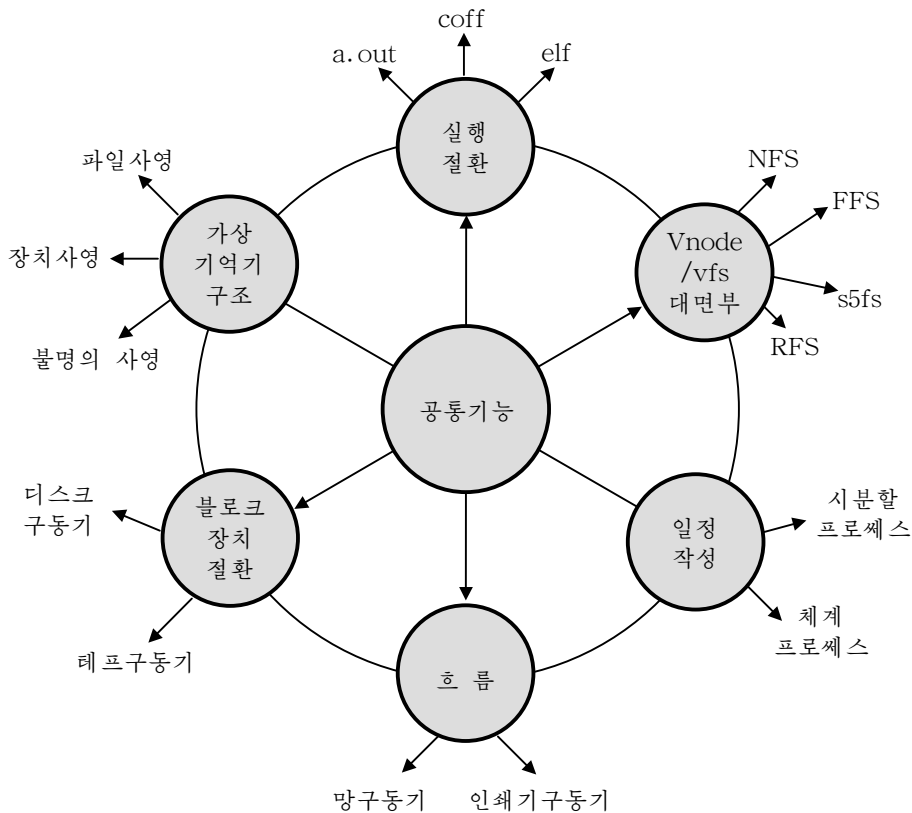 coff
a.out
elf
실행
절환
파일사영
장치사영
불명의 사영
가상
기억기
구조
NFS
FFS
s5fs
RFS
Vnode
/vfs
대면부
공통기능
디스크
구동기
테프구동기
블로크
장치
절환
일정
작성
시분할
프로쎄스
체계
프로쎄스
흐 름
망구동기
인쇄기구동기